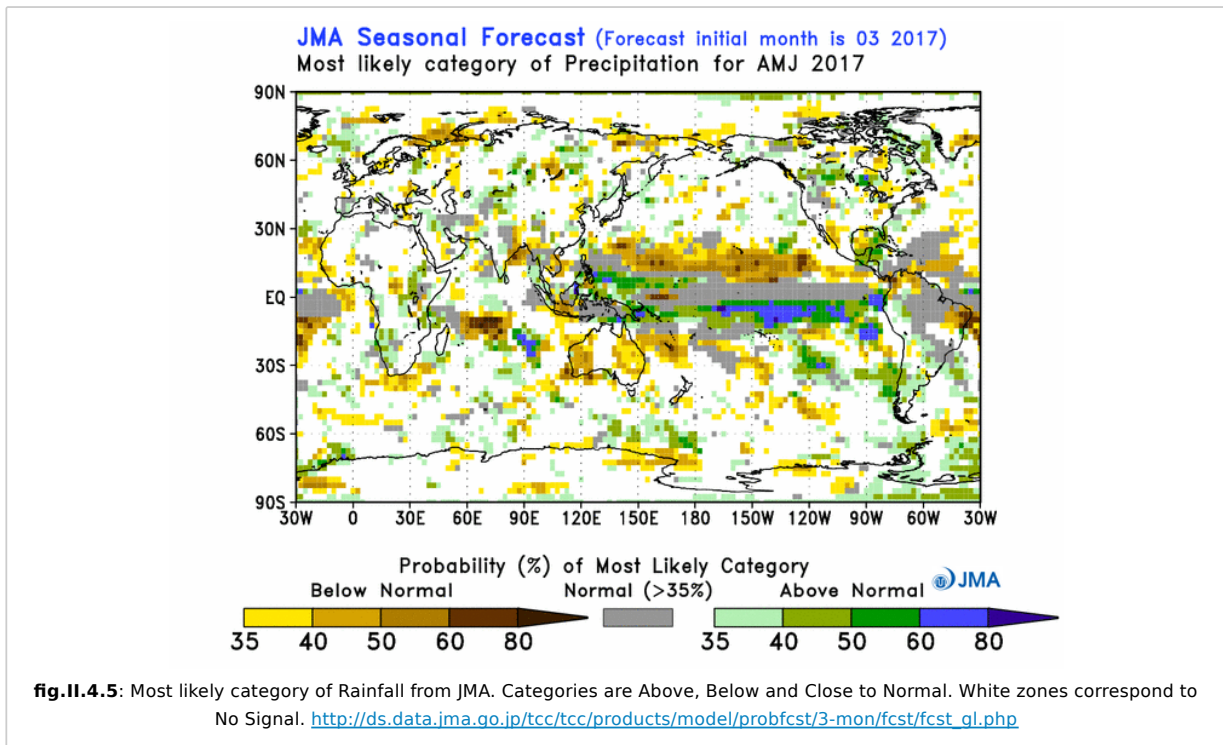 JMA Seasonal Forecast (Forecast initial month is 03 2017)
Most likely category of Precipitation for AMJ 2017
90N
60N
30N
EQ
30S
60S
90S
30W 0 30E 60E 90E 120E 150E 180 150W 120W 90W 60W 30W
Probability (%) of Most Likely Category
Below Normal Normal (>35%) Above Normal JMA
35 40 50 60 80 35 40 50 60 80
fig.II.4.5: Most likely category of Rainfall from JMA. Categories are Above, Below and Close to Normal. White zones correspond to
No Signal. http://ds.data.jma.go.jp/tcc/tcc/products/model/probfcst/3-mon/fcst/fcst_gl.php